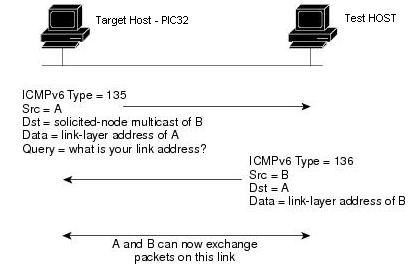 Target Host - PIC32
Test HOST
ICMPv6 Type = 135
Src = A
Dst = solicited-node multicast of B
Data = link-layer address of A
Query = what is your link address?
ICMPv6 Type = 136
Src = B
Dst = A
Data = link-layer address of B
A and B can now exchange
packets on this link